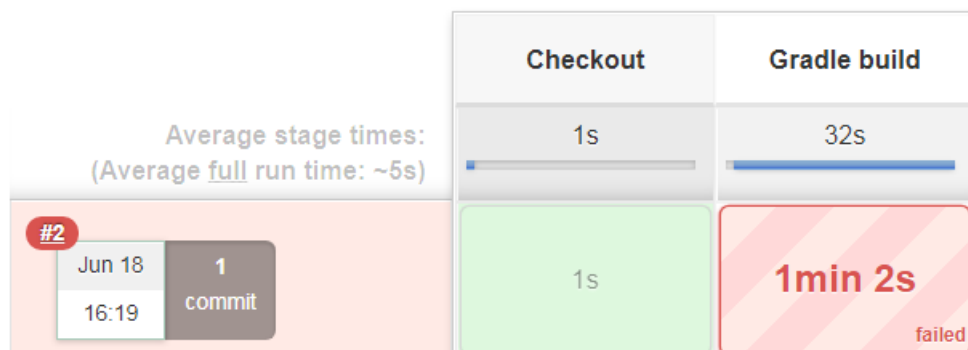 Checkout
Gradle build
Average stage times:
1s
32s
(Average full run time: ~5s)
#2
Jun 18
1
commit
16:19
1s
1min 2s
failed